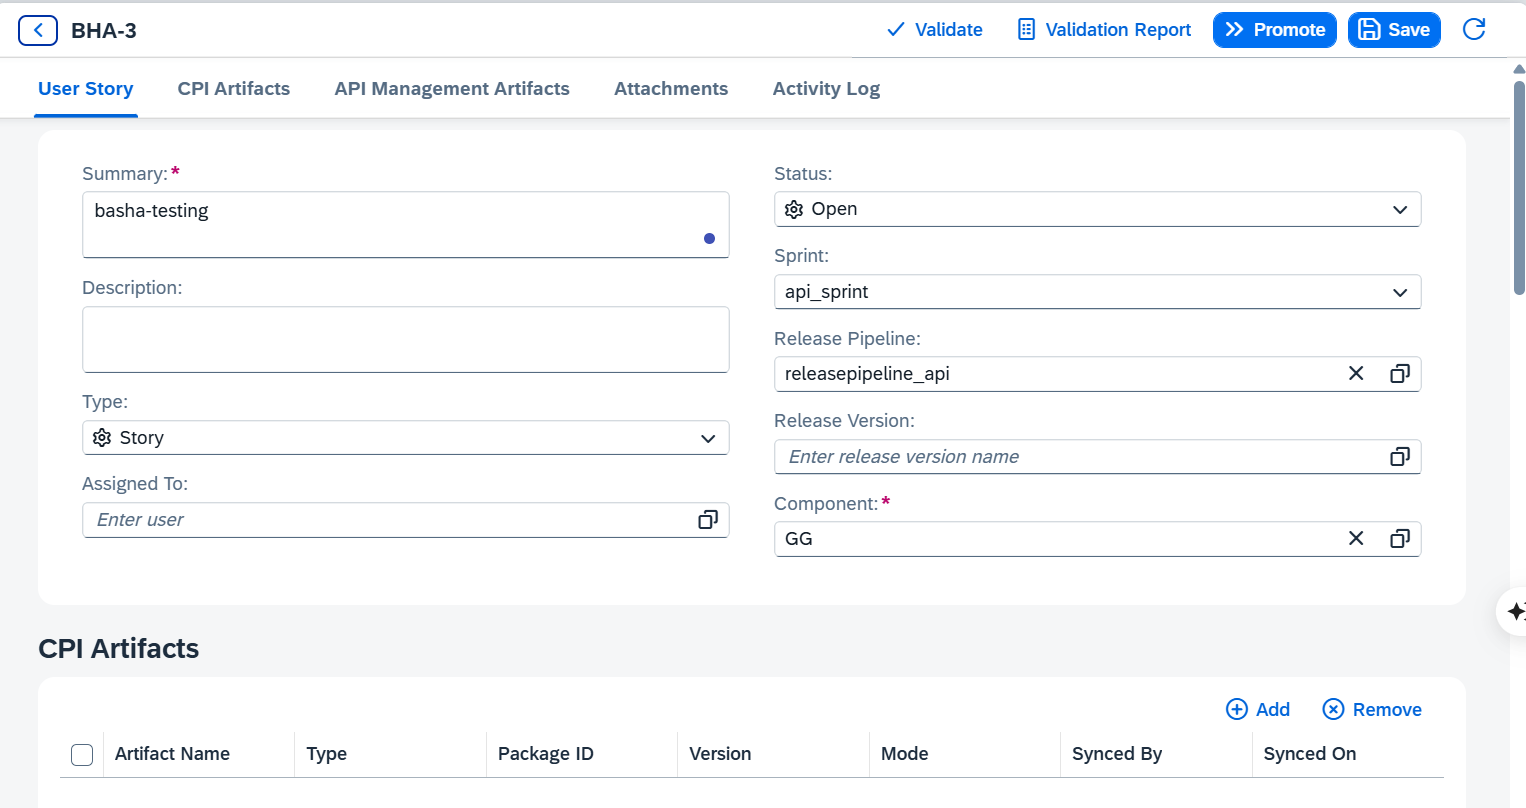 BHA-3
Validate
Validation Report
Promote
Save
User Story
CPI Artifacts
API Management Artifacts
Attachments
Activity Log
Summary:*
basha-testing
Description:
Type:
Story
Assigned To:
Enter user
Status:
Open
Sprint:
api_sprint
Release Pipeline:
releasepipeline_api
Release Version:
Enter release version name
Component:*
GG
CPI Artifacts
Add
Remove
Artifact Name
Type
Package ID
Version
Mode
Synced By
Synced On